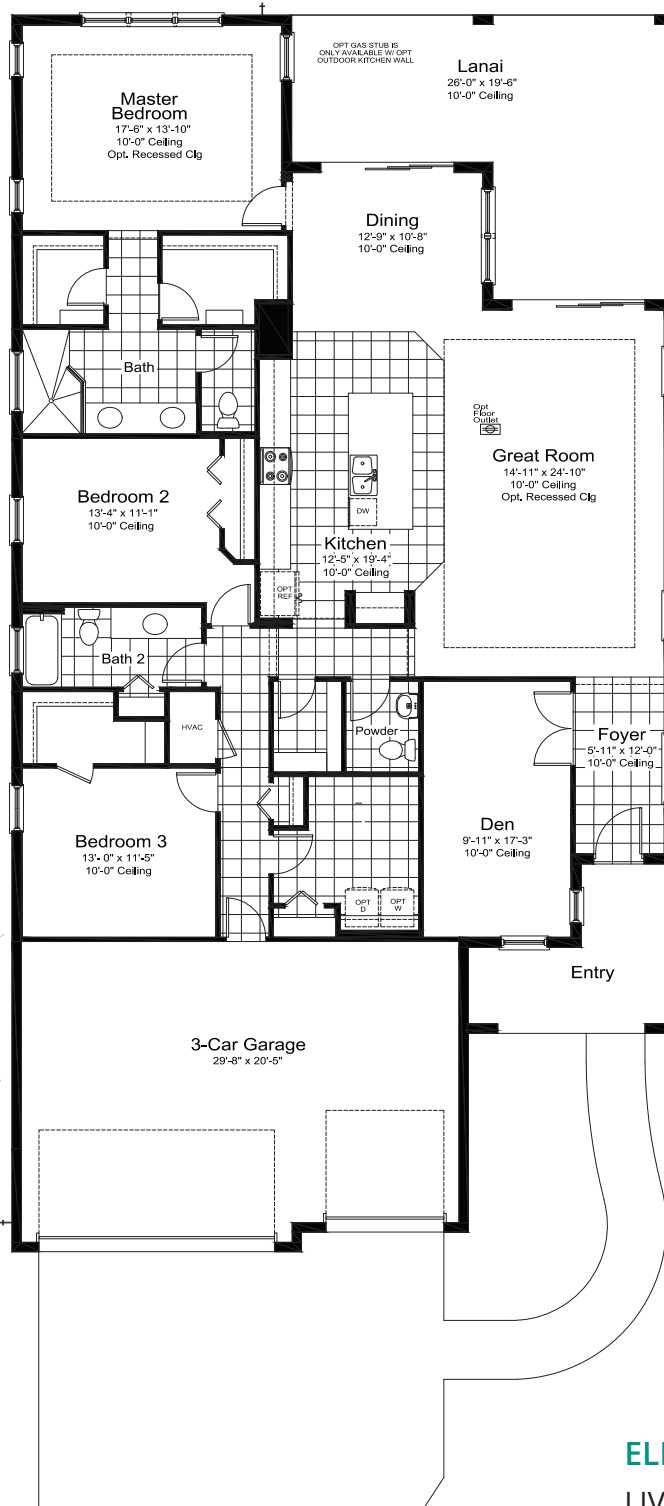 OPT GAS STUB IS
ONLY AVAILABLE W/ OPT
OUTDOOR KITCHEN WALL
Lanai
26'-0" x 19'-6"
10'-0" Ceiling
Master
Bedroom
17'-6" x 13'-10"
10'-0" Ceiling
Opt. Recessed Clg
Dining
12'-9" x 10'-8"
10'-0" Ceiling
Bath
Opt
Floor
Outlet
Great Room
14'-11" x 24'-10"
10'-0" Ceiling
Opt. Recessed Clg
Bedroom 2
13'-4" x 11'-1"
10'-0" Ceiling
DW
Kitchen
12'-5" x 19'-4"
10'-0" Ceiling
OPT
REF
Bath 2
HVAC
Powder
Foyer
5'-11" x 12'-0"
10'-0" Ceiling
Bedroom 3
13'- 0" x 11'-5"
10'-0" Ceiling
Den
9'-11" x 17'-3"
10'-0" Ceiling
OPT
D
OPT
W
Entry
3-Car Garage
29'-8" x 20'-5"